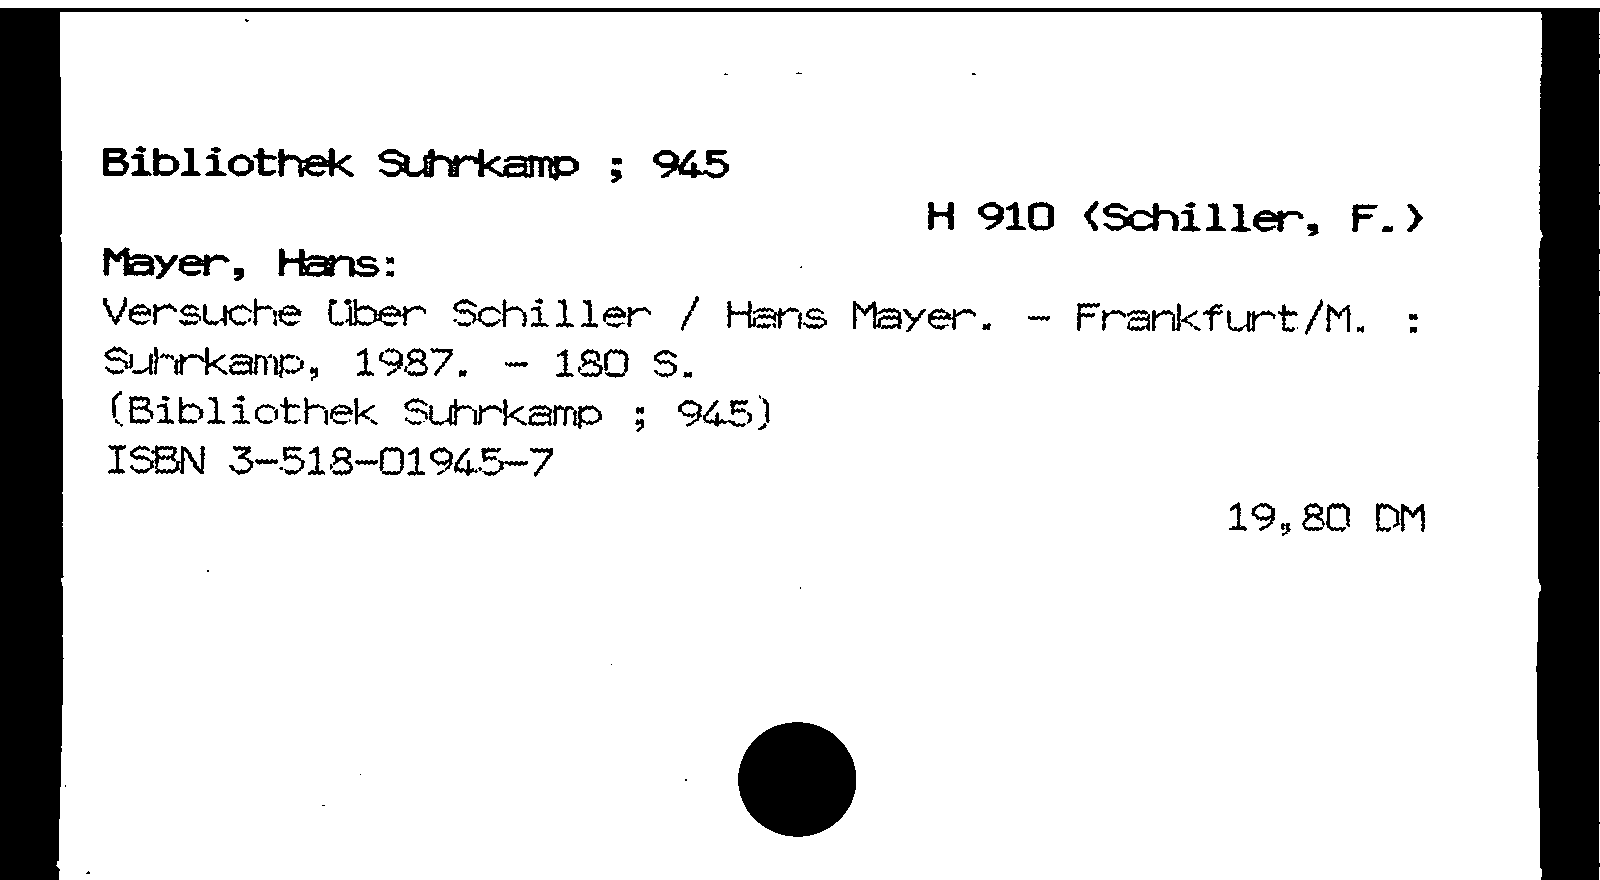 Bibliothek Suhrkamp ; 945
H 910 (Schiller, F.)
Mayer, Hans:
Versuche über Schiller / Hans Mayer. - Frankfurt/M. :
Suhrkamp, 1987. - 180 S.
(Bibliothek Suhrkamp ; 945)
ISBN 3-518-01945-7
19,80 DM